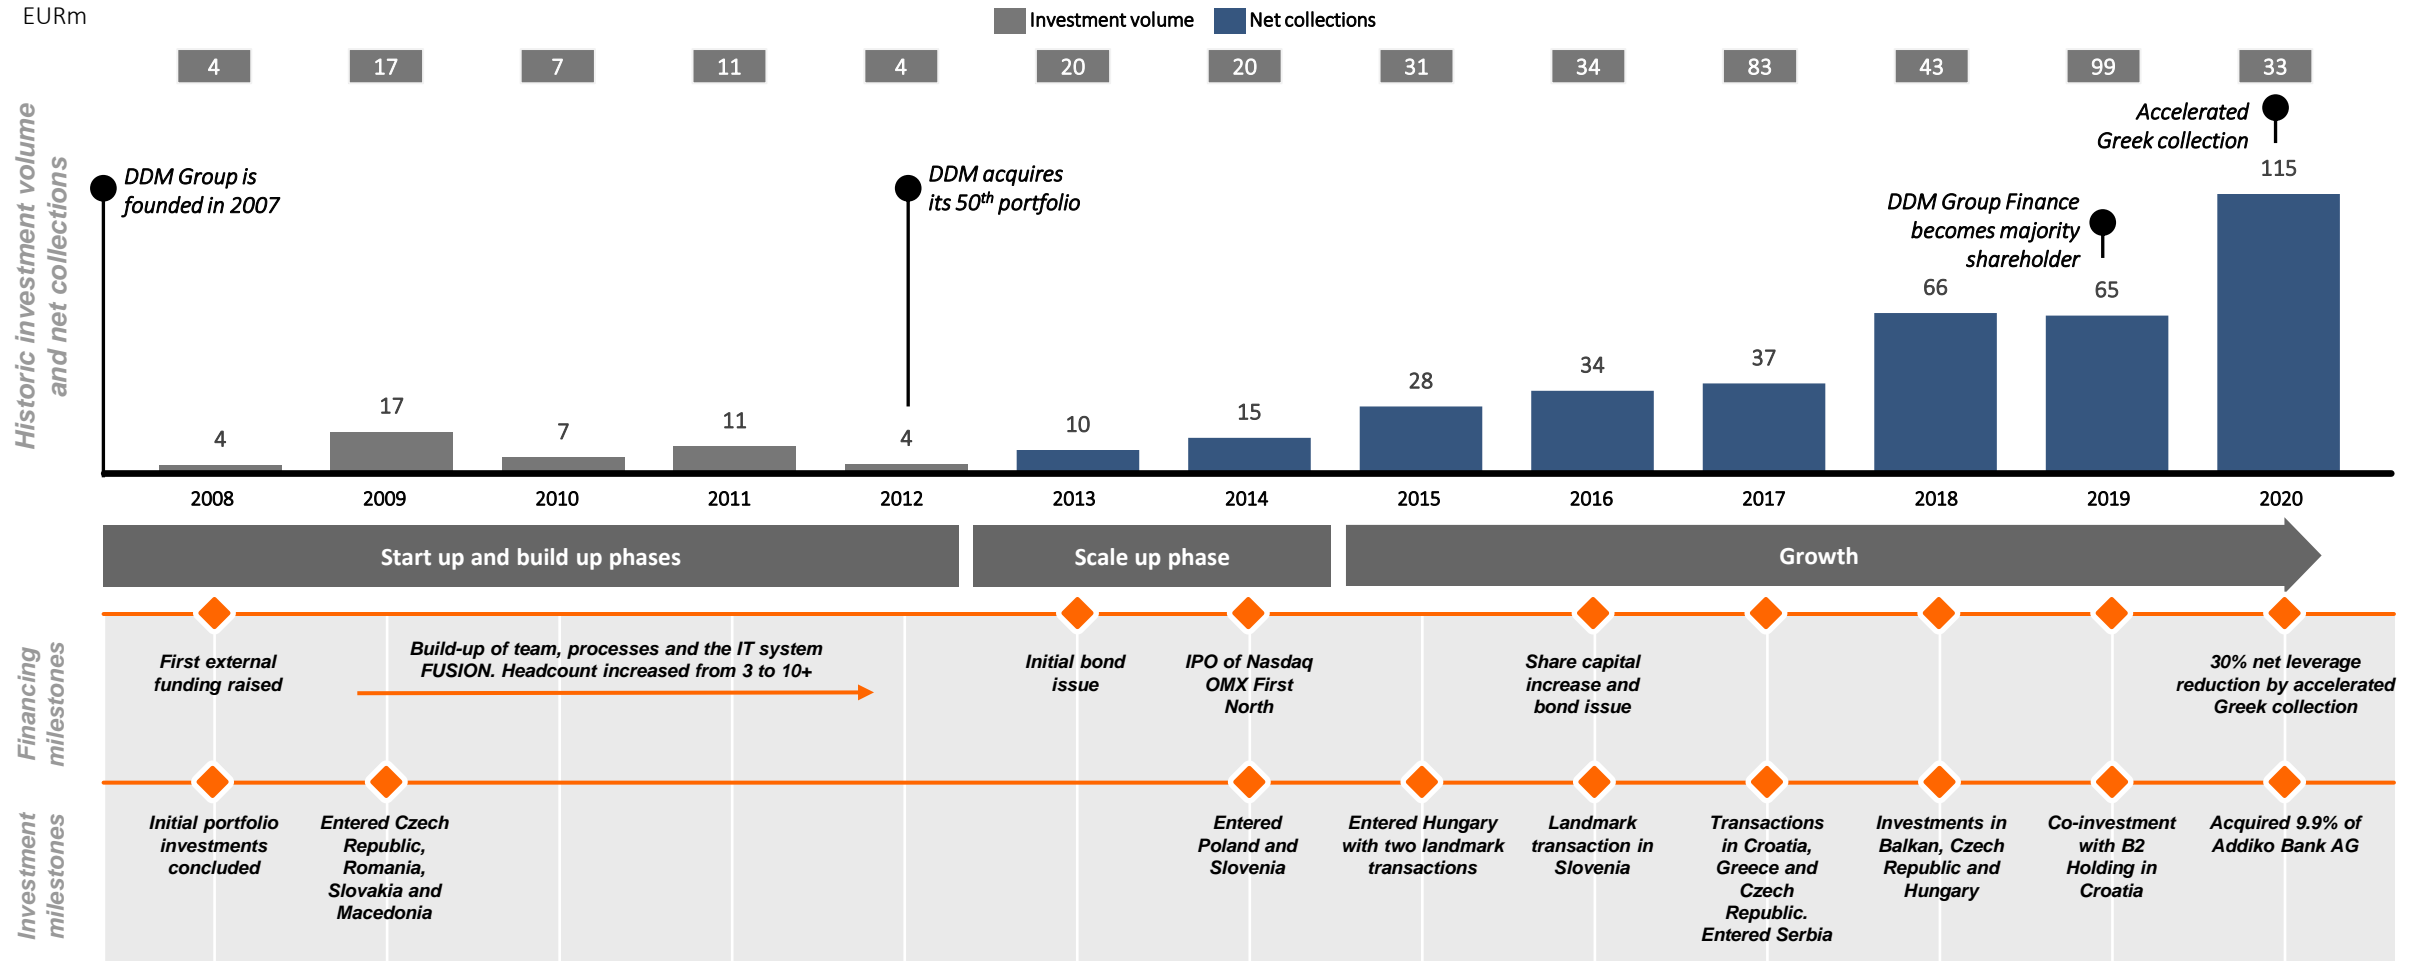 EURm
Investment volume
Net collections
4
17
7
11
4
20
20
31
34
83
43
99
33
Historic investment volume
and net collections
DDM Group is
founded in 2007
DDM acquires
its 50th portfolio
DDM Group Finance
becomes majority
shareholder
Accelerated
Greek collection
4
17
7
11
4
10
15
28
34
37
66
65
115
2008
2009
2010
2011
2012
2013
2014
2015
2016
2017
2018
2019
2020
Start up and build up phases
Scale up phase
Growth
Financing
milestones
First external
funding raised
Build-up of team, processes and the IT system
FUSION. Headcount increased from 3 to 10+
Initial bond
issue
IPO of Nasdaq
OMX First
North
Share capital
increase and
bond issue
30% net leverage
reduction by accelerated
Greek collection
Investment
milestones
Initial portfolio
investments
concluded
Entered Czech
Republic,
Romania,
Slovakia and
Macedonia
Entered
Poland and
Slovenia
Entered Hungary
with two landmark
transactions
Landmark
transaction in
Slovenia
Transactions
in Croatia,
Greece and
Czech
Republic.
Entered Serbia
Investments in
Balkan, Czech
Republic and
Hungary
Co-investment
with B2
Holding in
Croatia
Acquired 9.9% of
Addiko Bank AG